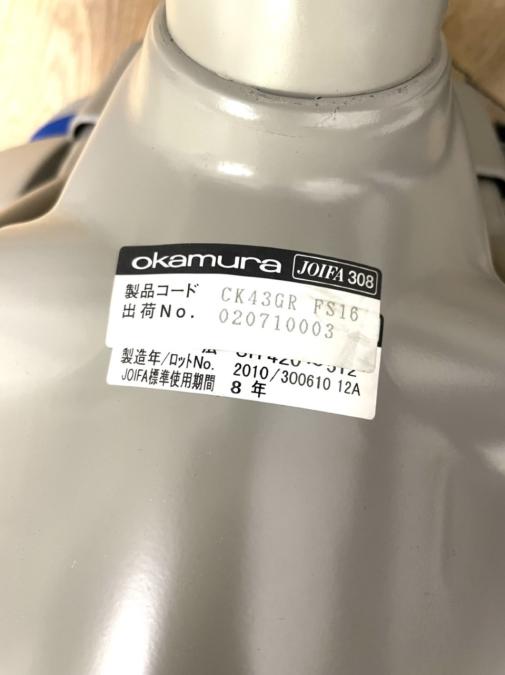 okamura JOIFA 308
製品コード CK43GR FS16
出荷No. 020710003
製造年/ロットNo. 2010/300610 12A
JOIFA標準使用期間 8 年